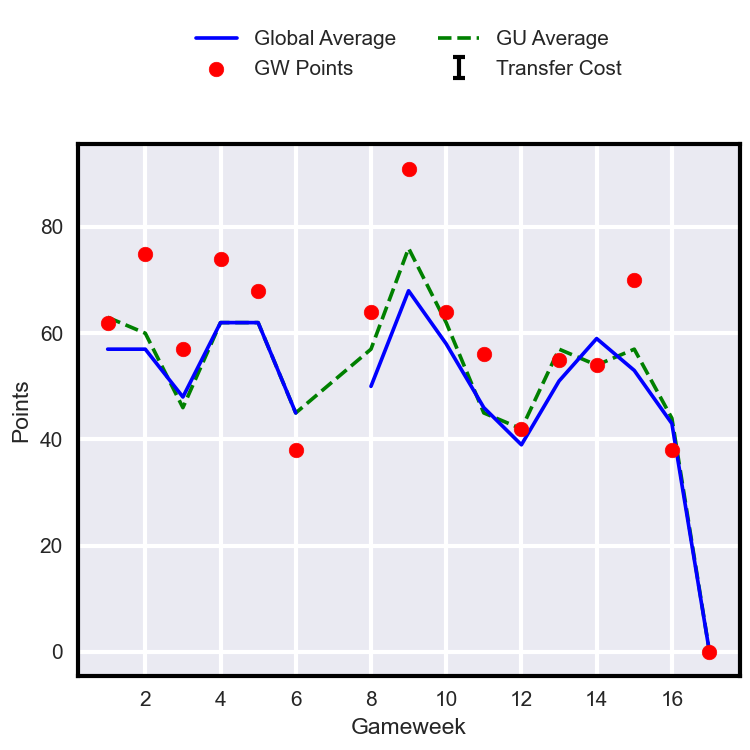 Global Average GU Average
GW Points Transfer Cost
80
60
40
20
0
Points
2 4 6 8 10 12 14 16
Gameweek